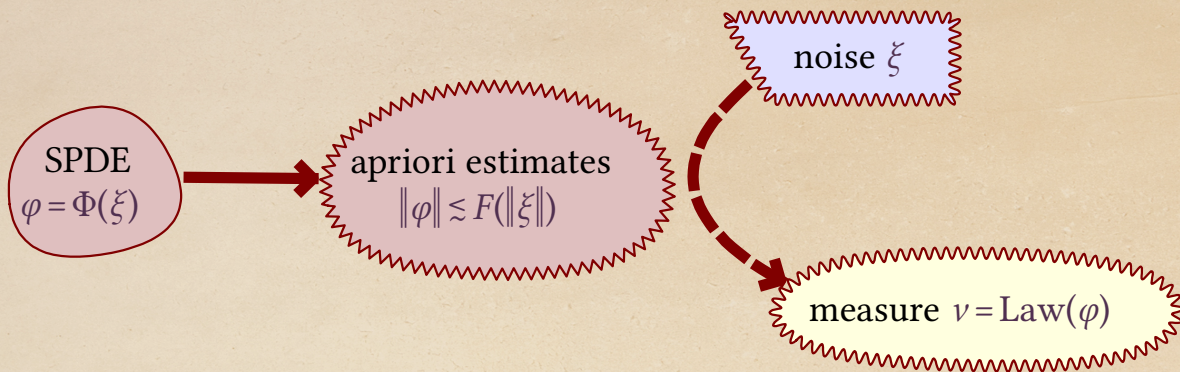 noise ξ
SPDE
φ = Φ(ξ)
apriori estimates
‖φ‖ ≲ F(‖ξ‖)
measure ν = Law(φ)